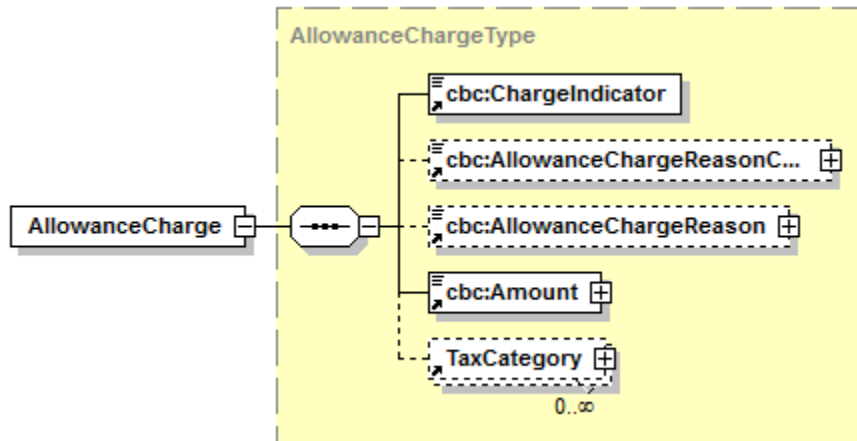 AllowanceChargeType
cbc:ChargeIndicator
cbc:AllowanceChargeReasonC...
AllowanceCharge
cbc:AllowanceChargeReason
cbc:Amount
TaxCategory
0..∞